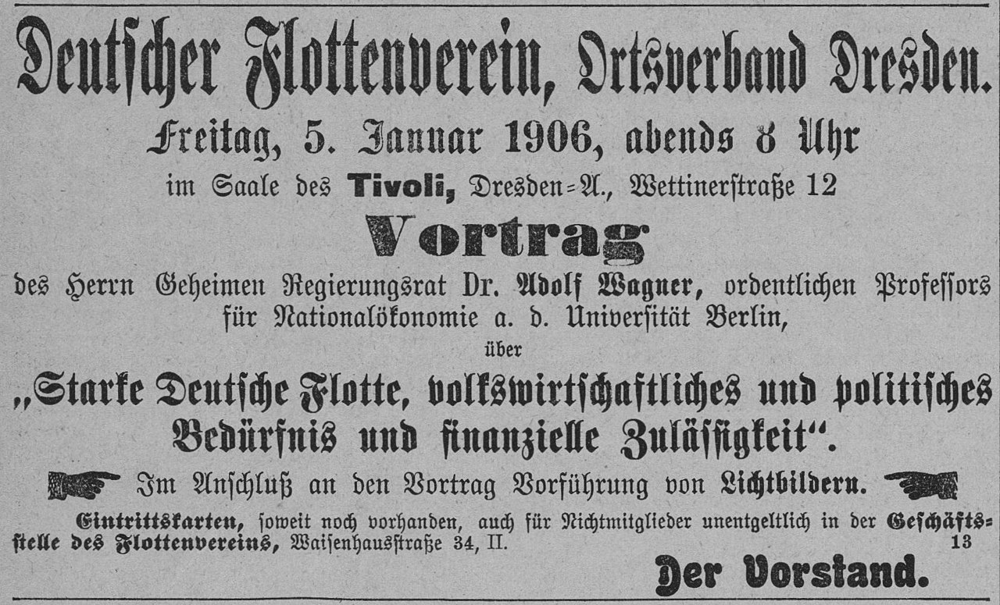 Deutscher Flottenverein, Ortsverband Dresden.
Freitag, 5. Januar 1906, abends 8 Uhr
im Saale des Tivoli, Dresden-A., Wettinerstraße 12
Vortrag
des Herrn Geheimen Regierungsrat Dr. Adolf Wagner, ordentlichen Professors
für Nationalökonomie a. d. Universität Berlin,
über
„Starke Deutsche Flotte, volkswirtschaftliches und politisches
Bedürfnis und finanzielle Zulässigkeit“.
Im Anschluß an den Vortrag Vorführung von Lichtbildern.
Eintrittskarten, soweit noch vorhanden, auch für Nichtmitglieder unentgeltlich in der Geschäfts-
stelle des Flottenvereins, Waisenhausstraße 34, II. 13
Der Vorstand.